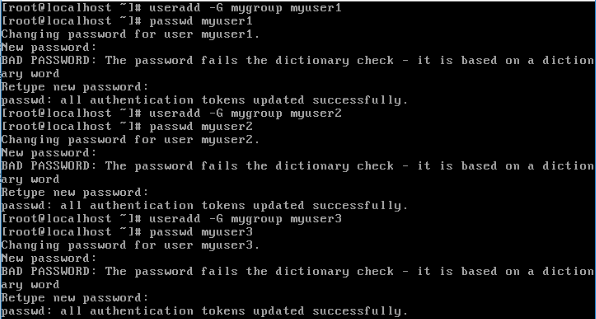 [root@localhost ~]# useradd -G mygroup myuser1
[root@localhost ~]# passwd myuser1
Changing password for user myuser1.
New password:
BAD PASSWORD: The password fails the dictionary check - it is based on a diction
ary word
Retype new password:
passwd: all authentication tokens updated successfully.
[root@localhost ~]# useradd -G mygroup myuser2
[root@localhost ~]# passwd myuser2
Changing password for user myuser2.
New password:
BAD PASSWORD: The password fails the dictionary check - it is based on a diction
ary word
Retype new password:
passwd: all authentication tokens updated successfully.
[root@localhost ~]# useradd -G mygroup myuser3
[root@localhost ~]# passwd myuser3
Changing password for user myuser3.
New password:
BAD PASSWORD: The password fails the dictionary check - it is based on a diction
ary word
Retype new password:
passwd: all authentication tokens updated successfully.